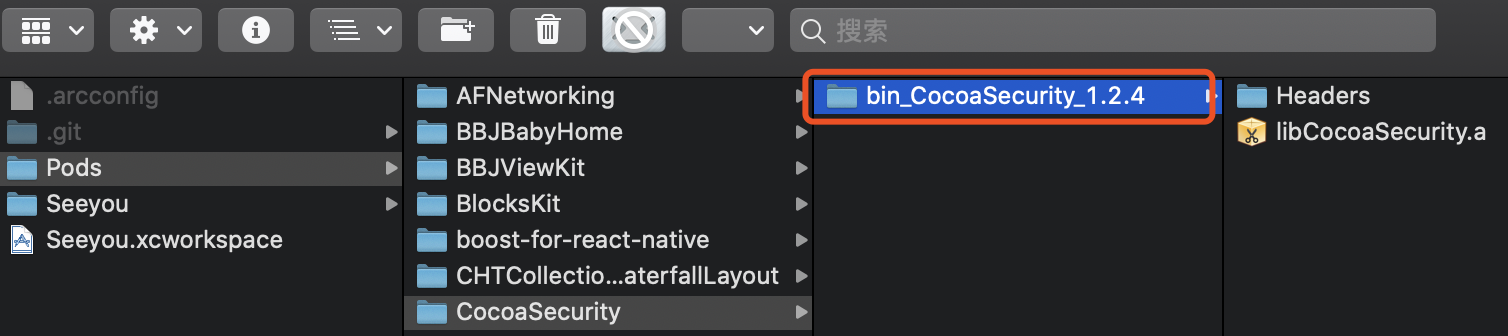 搜索
.arcconfig
.git
Pods
Seeyou
Seeyou.xcworkspace
AFNetworking
BBJBabyHome
BBJViewKit
BlocksKit
boost-for-react-native
CHTCollectio...aterfallLayout
CocoaSecurity
bin_CocoaSecurity_1.2.4
Headers
libCocoaSecurity.a